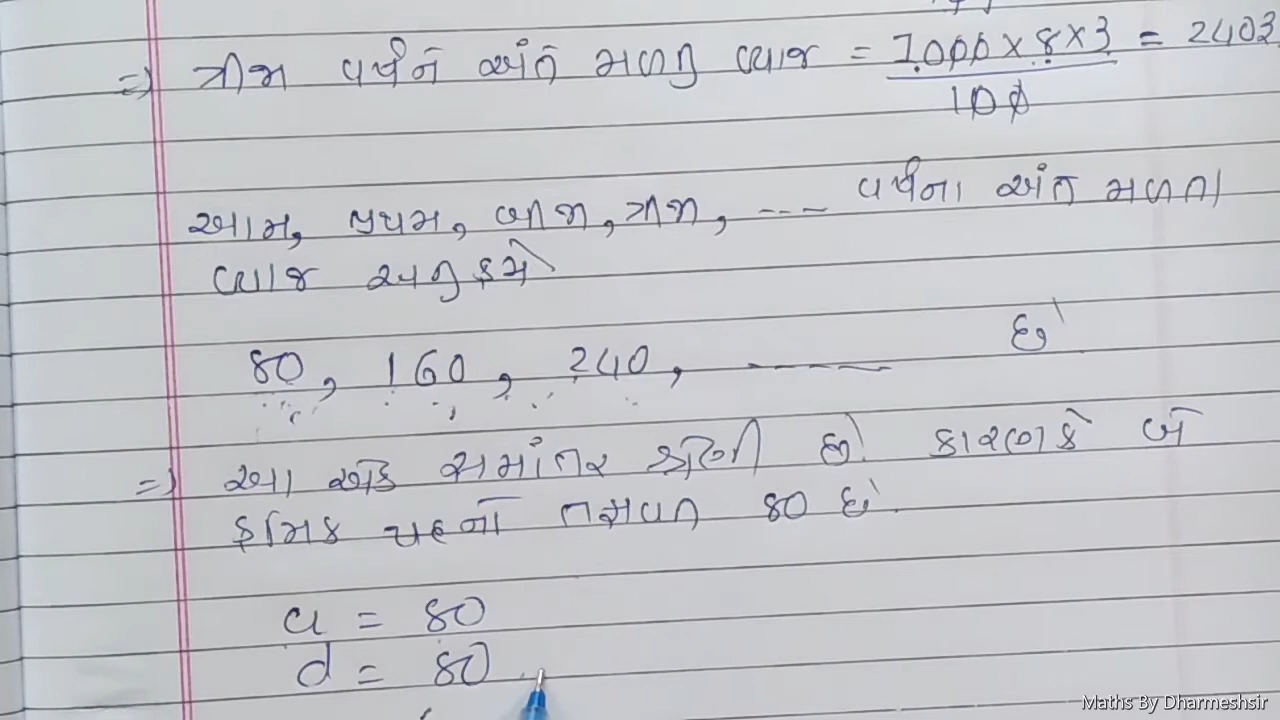 => ત્રીજા વર્ષને અંતે મળતું વ્યાજ = 1000 × 8 × 3 = 240રૂ
100
આમ, પ્રથમ, બીજા, ત્રીજા, --- વર્ષના અંતે મળતા
વ્યાજ અનુક્રમે
80, 160, 240, ------ છે
=> આ એક સમાંતર શ્રેણી છે. કારણકે બે
ક્રમિક પદનો તફાવત 80 છે.
a = 80
d = 80
Maths By Dharmeshsir